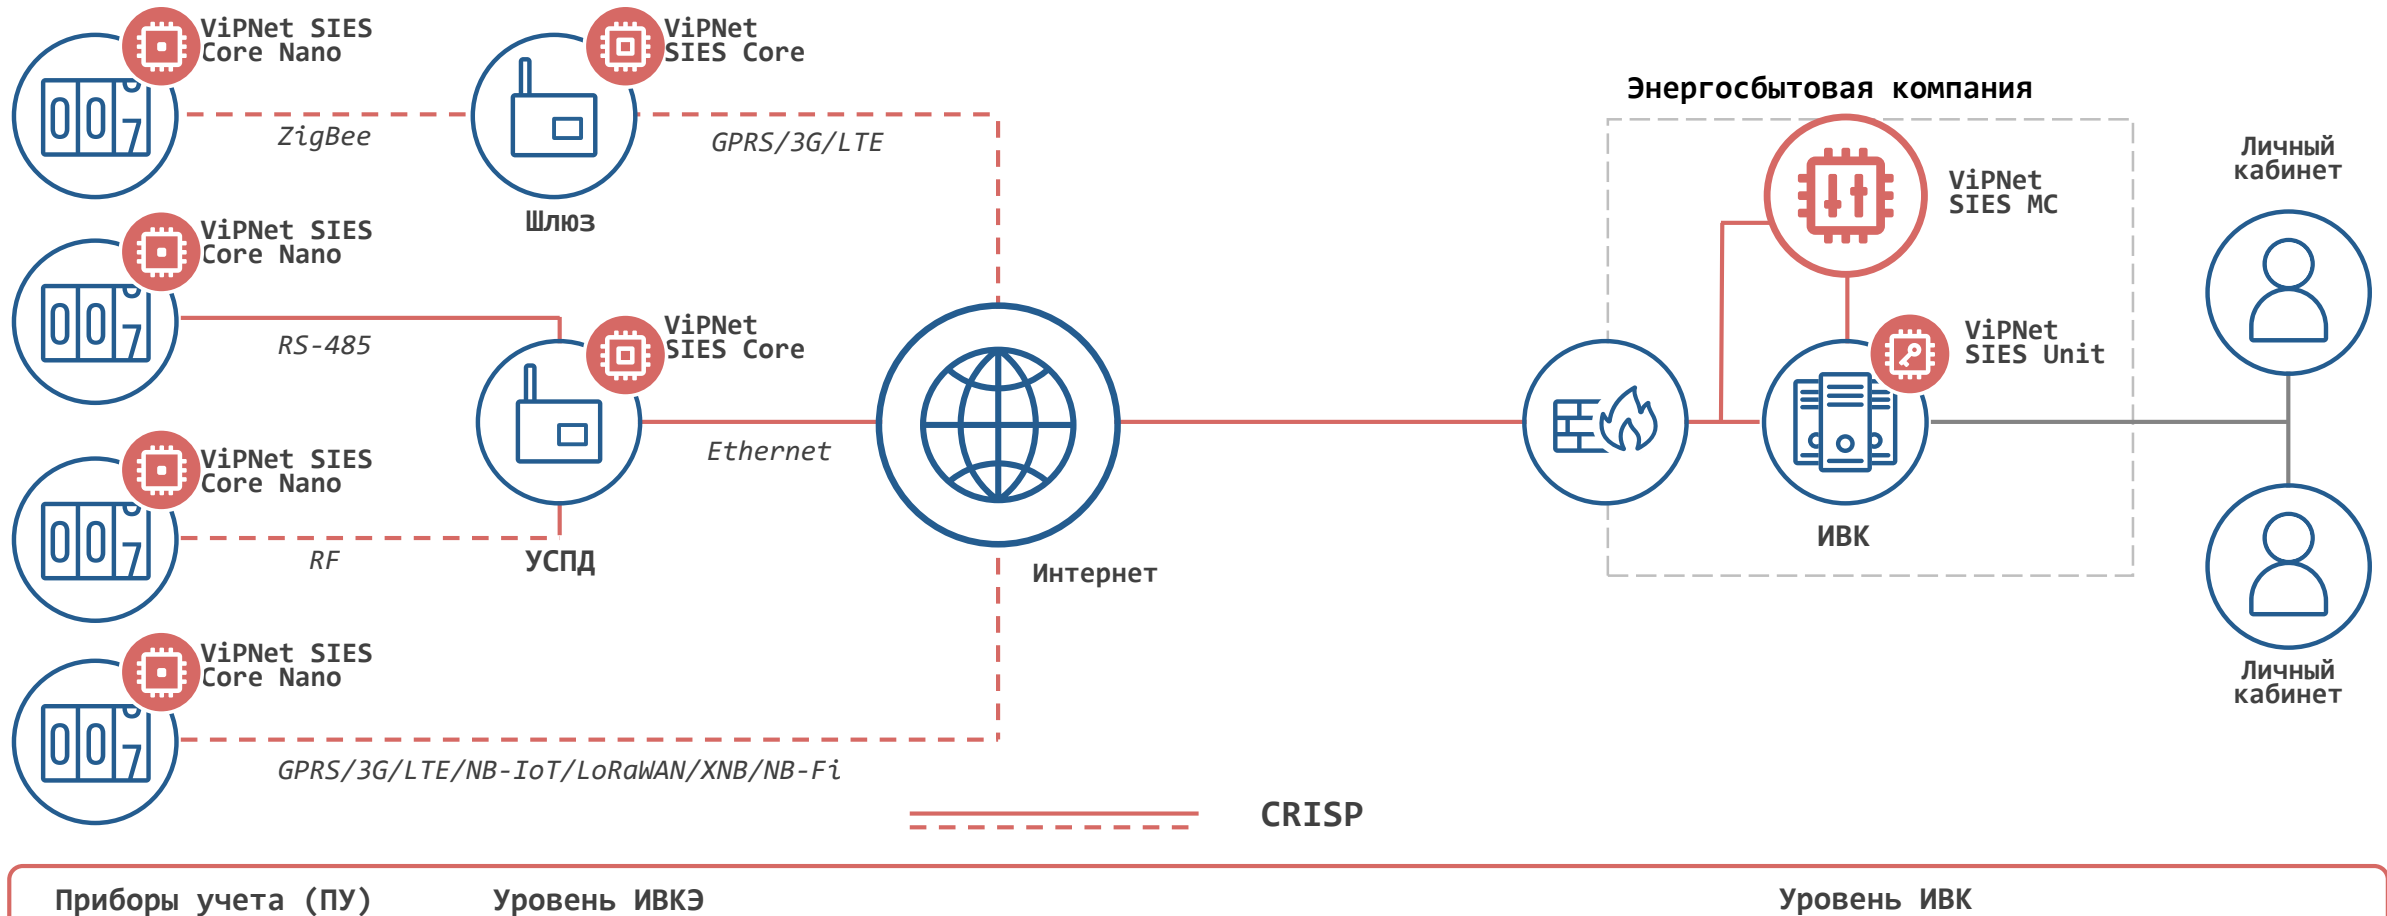 ViPNet SIES
Core Nano
ViPNet
SIES Core
Энергосбытовая компания
ZigBee
GPRS/3G/LTE
Личный
кабинет
ViPNet
SIES MC
Шлюз
ViPNet SIES
Core Nano
RS-485
ViPNet
SIES Core
ViPNet
SIES Unit
Ethernet
ViPNet SIES
Core Nano
RF
УСПД
Интернет
ИВК
ViPNet SIES
Core Nano
Личный
кабинет
GPRS/3G/LTE/NB-IoT/LoRaWAN/XNB/NB-Fi
CRISP
Приборы учета (ПУ)
Уровень ИВКЭ
Уровень ИВК